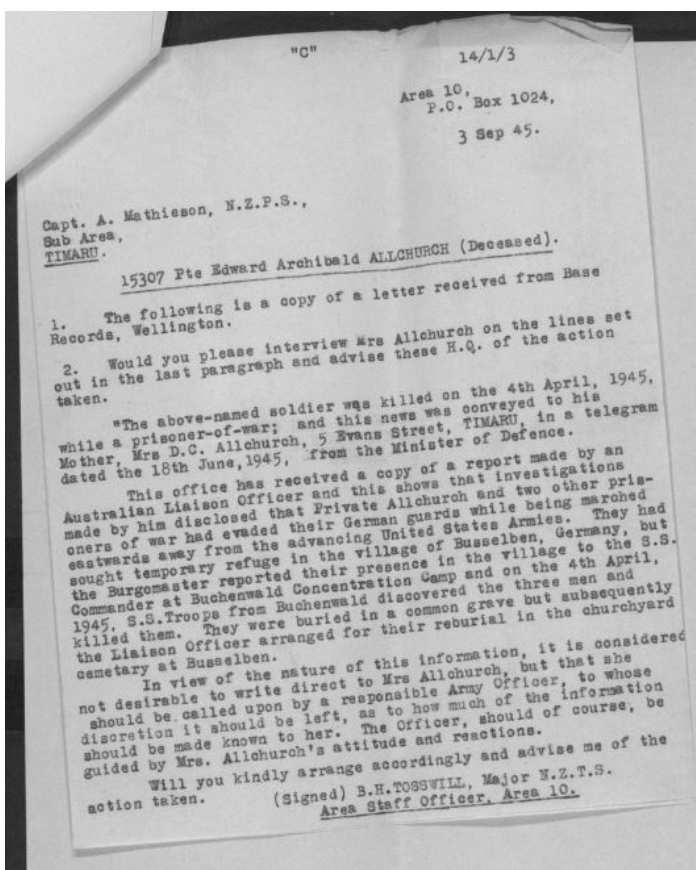 "C"
14/1/3
Area 10,
P.O. Box 1024,
3 Sep 45.
Capt. A. Mathieson, N.Z.P.S.,
Sub Area,
TIMARU.
15307 Pte Edward Archibald ALLCHURCH (Deceased).
1. The following is a copy of a letter received from Base
Records, Wellington.
2. Would you please interview Mrs Allchurch on the lines set
out in the last paragraph and advise these H.Q. of the action
taken.
"The above-named soldier was killed on the 4th April, 1945,
while a prisoner-of-war; and this news was conveyed to his
Mother, Mrs D.C. Allchurch, 5 Evans Street, TIMARU, in a telegram
dated the 18th June,1945, from the Minister of Defence.
This office has received a copy of a report made by an
Australian Liaison Officer and this shows that investigations
made by him disclosed that Private Allchurch and two other pris-
oners of war had evaded their German guards while being marched
eastwards away from the advancing United States Armies. They had
sought temporary refuge in the village of Busselben, Germany, but
the Burgomaster reported their presence in the village to the S.S.
Commander at Buchenwald Concentration Camp and on the 4th April,
1945, S.S.Troops from Buchenwald discovered the three men and
killed them. They were buried in a common grave but subsequently
the Liaison Officer arranged for their reburial in the churchyard
cemetary at Busselben.
In view of the nature of this information, it is considered
not desirable to write direct to Mrs Allchurch, but that she
should be called upon by a responsible Army Officer, to whose
discretion it should be left, as to how much of the information
should be made known to her. The Officer, should of course, be
guided by Mrs. Allchurch's attitude and reactions.
Will you kindly arrange accordingly and advise me of the
action taken.
(Signed) B.H.TOSSWILL, Major N.Z.T.S.
Area Staff Officer, Area 10.